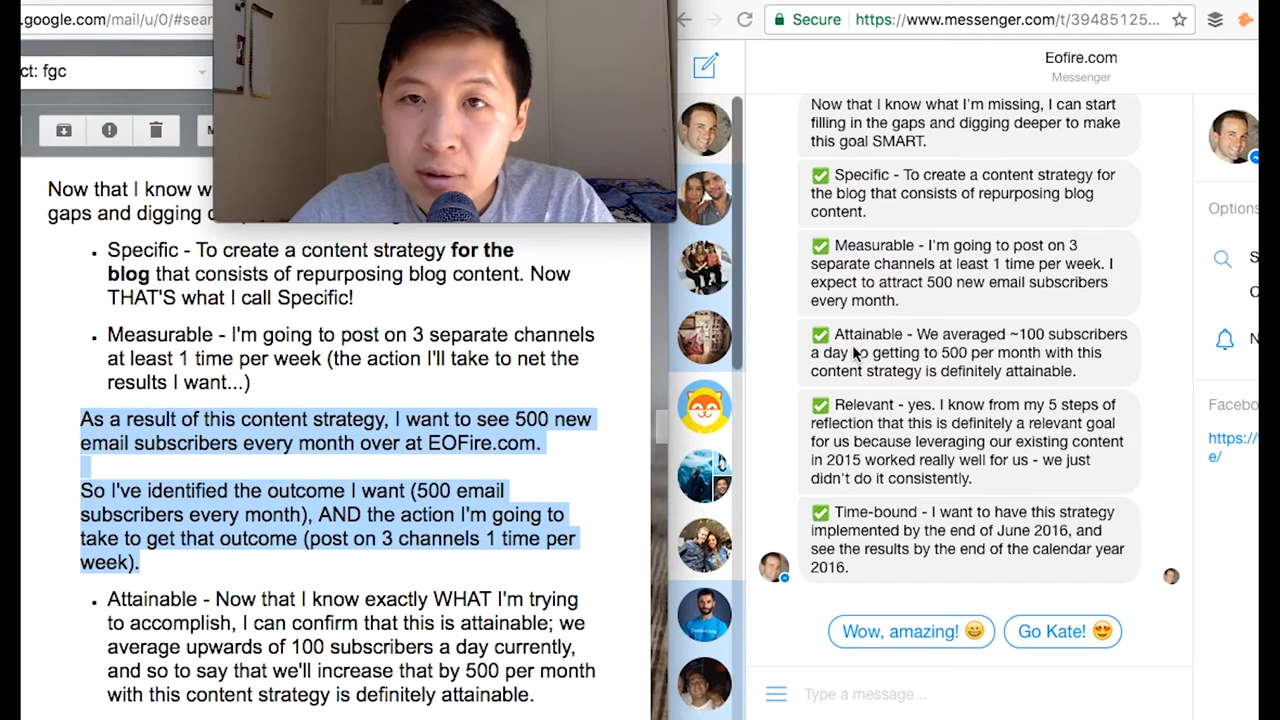 .google.com/mail/u/0/#sear
Secure
https://www.messenger.com/t/39485125...
ct: fgc
Now that I know w
gaps and digging
Specific - To create a content strategy for the
blog that consists of repurposing blog content. Now
THAT'S what I call Specific!
Measurable - I'm going to post on 3 separate channels
at least 1 time per week (the action I'll take to net the
results I want...)
As a result of this content strategy, I want to see 500 new
email subscribers every month over at EOFire.com.
So I've identified the outcome I want (500 email
subscribers every month), AND the action I'm going to
take to get that outcome (post on 3 channels 1 time per
week).
Attainable - Now that I know exactly WHAT I'm trying
to accomplish, I can confirm that this is attainable; we
average upwards of 100 subscribers a day currently,
and so to say that we'll increase that by 500 per month
with this content strategy is definitely attainable.
Eofire.com
Messenger
Now that I know what I'm missing, I can start
filling in the gaps and digging deeper to make
this goal SMART.
✅ Specific - To create a content strategy for
the blog that consists of repurposing blog
content.
✅ Measurable - I'm going to post on 3
separate channels at least 1 time per week. I
expect to attract 500 new email subscribers
every month.
✅ Attainable - We averaged ~100 subscribers
a day so getting to 500 per month with this
content strategy is definitely attainable.
✅ Relevant - yes. I know from my 5 steps of
reflection that this is definitely a relevant goal
for us because leveraging our existing content
in 2015 worked really well for us - we just
didn't do it consistently.
✅ Time-bound - I want to have this strategy
implemented by the end of June 2016, and
see the results by the end of the calendar year
2016.
Wow, amazing! 😀
Go Kate! 😍
Type a message...
Options
S
C
N
Facebo
https://
e/